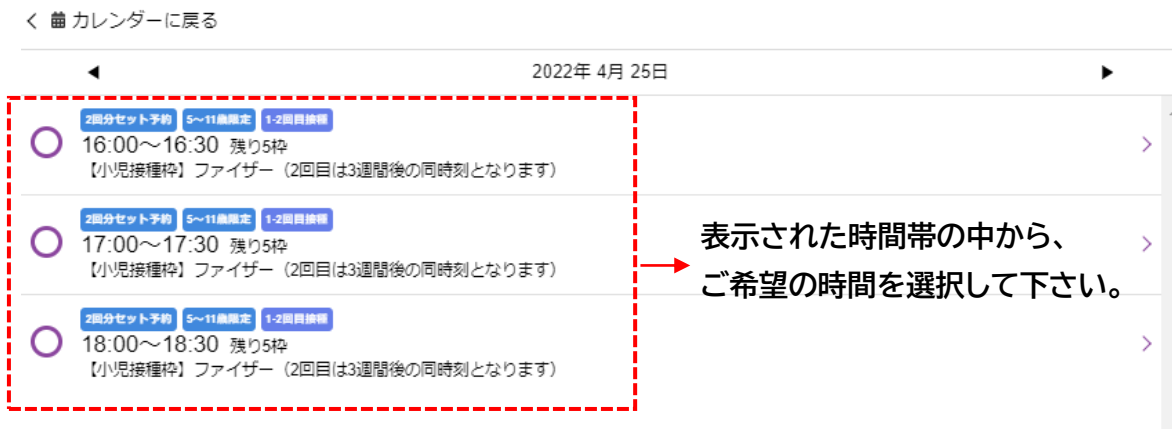 カレンダーに戻る
2022年 4月 25日
2回分セット予約 5～11歳限定 1-2回目接種
16:00～16:30 残り5枠
【小児接種枠】ファイザー（2回目は3週間後の同時刻となります）
2回分セット予約 5～11歳限定 1-2回目接種
17:00～17:30 残り5枠
【小児接種枠】ファイザー（2回目は3週間後の同時刻となります）
表示された時間帯の中から、
ご希望の時間を選択して下さい。
2回分セット予約 5～11歳限定 1-2回目接種
18:00～18:30 残り5枠
【小児接種枠】ファイザー（2回目は3週間後の同時刻となります）